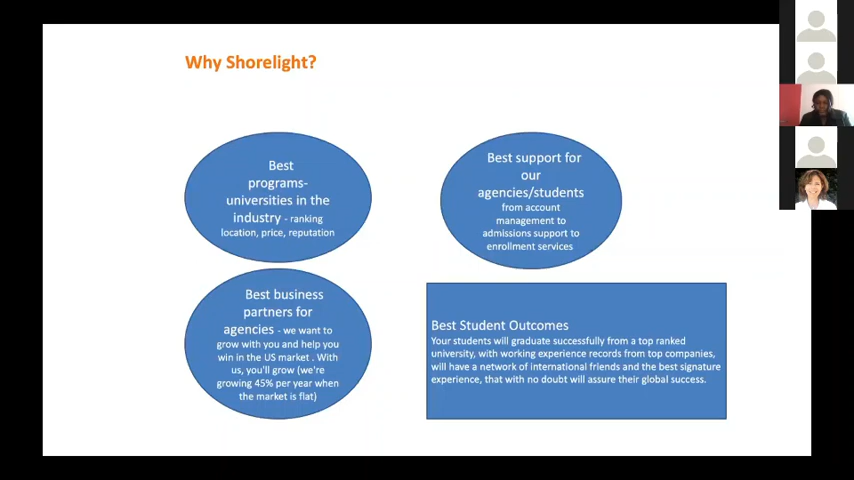 Why Shorelight?
Best
programs-
universities in the
industry - ranking
location, price, reputation
Best support for
our
agencies/students
from account
management to
admissions support to
enrollment services
Best business
partners for
agencies - we want to
grow with you and help you
win in the US market . With
us, you'll grow (we're
growing 45% per year when
the market is flat)
Best Student Outcomes
Your students will graduate successfully from a top ranked
university, with working experience records from top companies,
will have a network of international friends and the best signature
experience, that with no doubt will assure their global success.